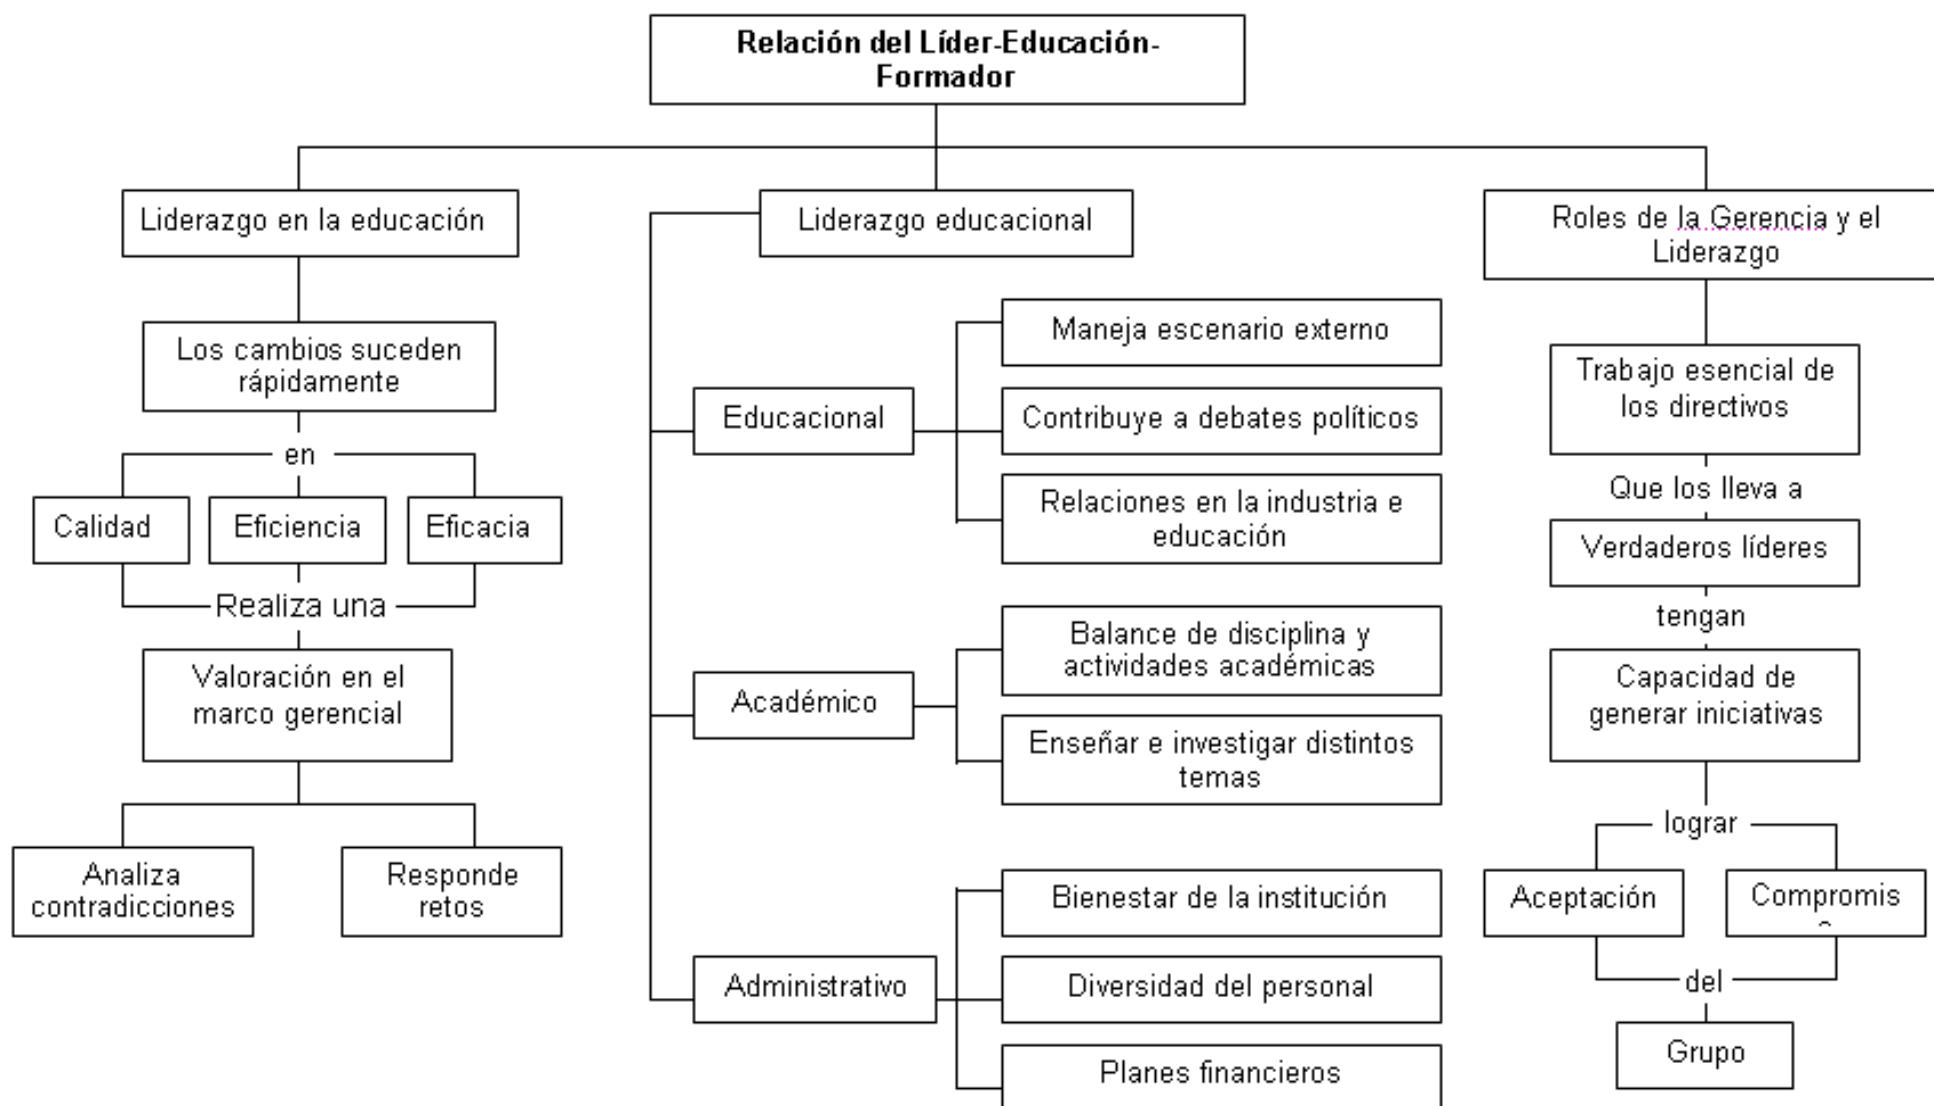 Relación del Líder-Educación-
Formador
Liderazgo en la educación
Los cambios suceden
rápidamente
en
Calidad
Eficiencia
Eficacia
Realiza una
Valoración en el
marco gerencial
Analiza
contradicciones
Responde
retos
Liderazgo educacional
Educacional
Maneja escenario externo
Contribuye a debates políticos
Relaciones en la industria e
educación
Académico
Balance de disciplina y
actividades académicas
Enseñar e investigar distintos
temas
Administrativo
Bienestar de la institución
Diversidad del personal
Planes financieros
Roles de la Gerencia y el
Liderazgo
Trabajo esencial de
los directivos
Que los lleva a
Verdaderos líderes
tengan
Capacidad de
generar iniciativas
lograr
Aceptación
Compromis
del
Grupo